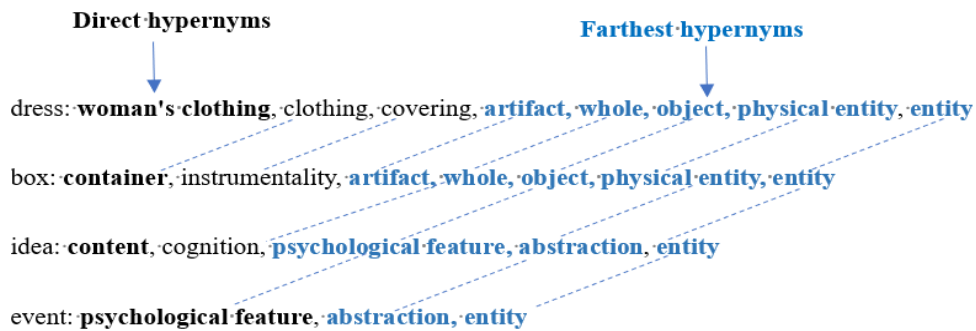 Direct hypernyms
Farthest hypernyms
dress: woman's clothing, clothing, covering, artifact, whole, object, physical entity, entity
box: container, instrumentality, artifact, whole, object, physical entity, entity
idea: content, cognition, psychological feature, abstraction, entity
event: psychological feature, abstraction, entity